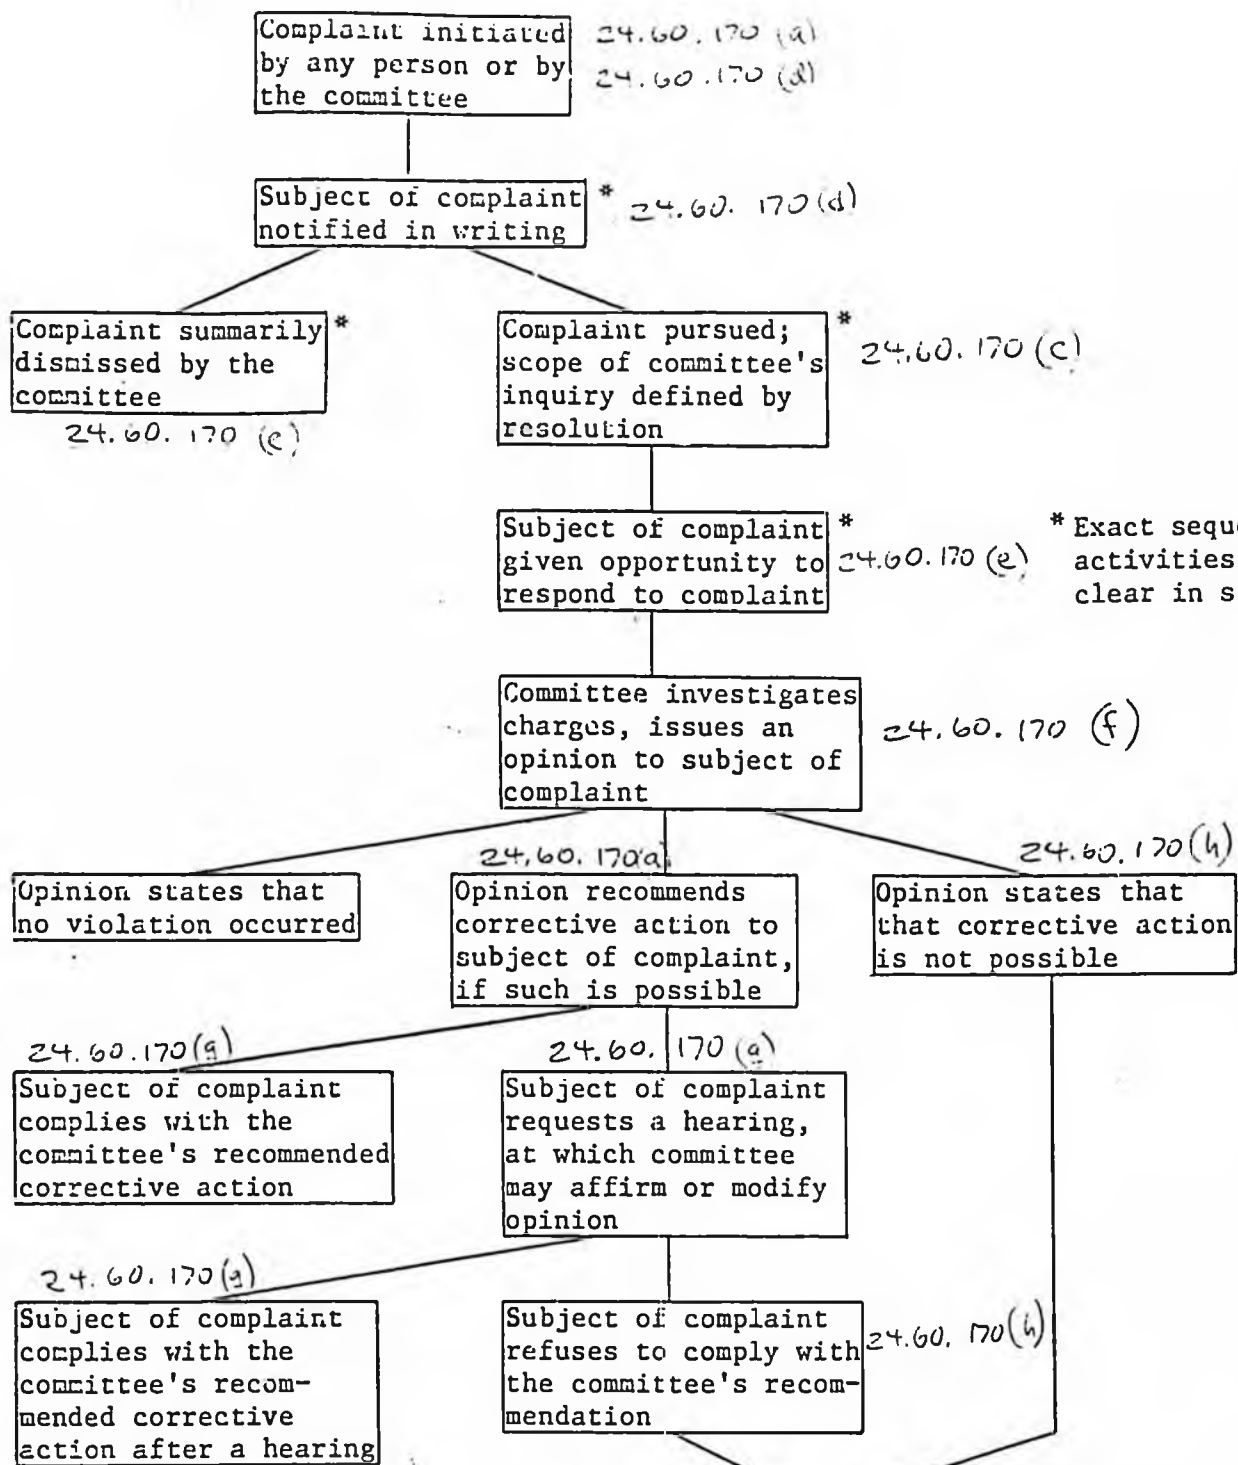 Complaint initiated
by any person or by
the committee
24.60.170 (a)
24.60.170 (d)
Subject of complaint *
notified in writing
24.60.170 (d)
Complaint summarily *
dismissed by the
committee
24.60.170 (e)
Complaint pursued; *
scope of committee's
inquiry defined by
resolution
24.60.170 (c)
Subject of complaint *
given opportunity to
respond to complaint
24.60.170 (e)
* Exact sequ
activities
clear in s
Committee investigates
charges, issues an
opinion to subject of
complaint
24.60.170 (f)
Opinion states that
no violation occurred
24.60.170
Opinion recommends
corrective action to
subject of complaint,
if such is possible
24.60.170 (h)
Opinion states that
that corrective action
is not possible
24.60.170 (g)
Subject of complaint
complies with the
committee's recommended
corrective action
24.60.170 (g)
Subject of complaint
requests a hearing,
at which committee
may affirm or modify
opinion
24.60.170 (g)
Subject of complaint
complies with the
committee's recom-
mended corrective
action after a hearing
Subject of complaint
refuses to comply with
the committee's recom-
mendation
24.60.170 (h)